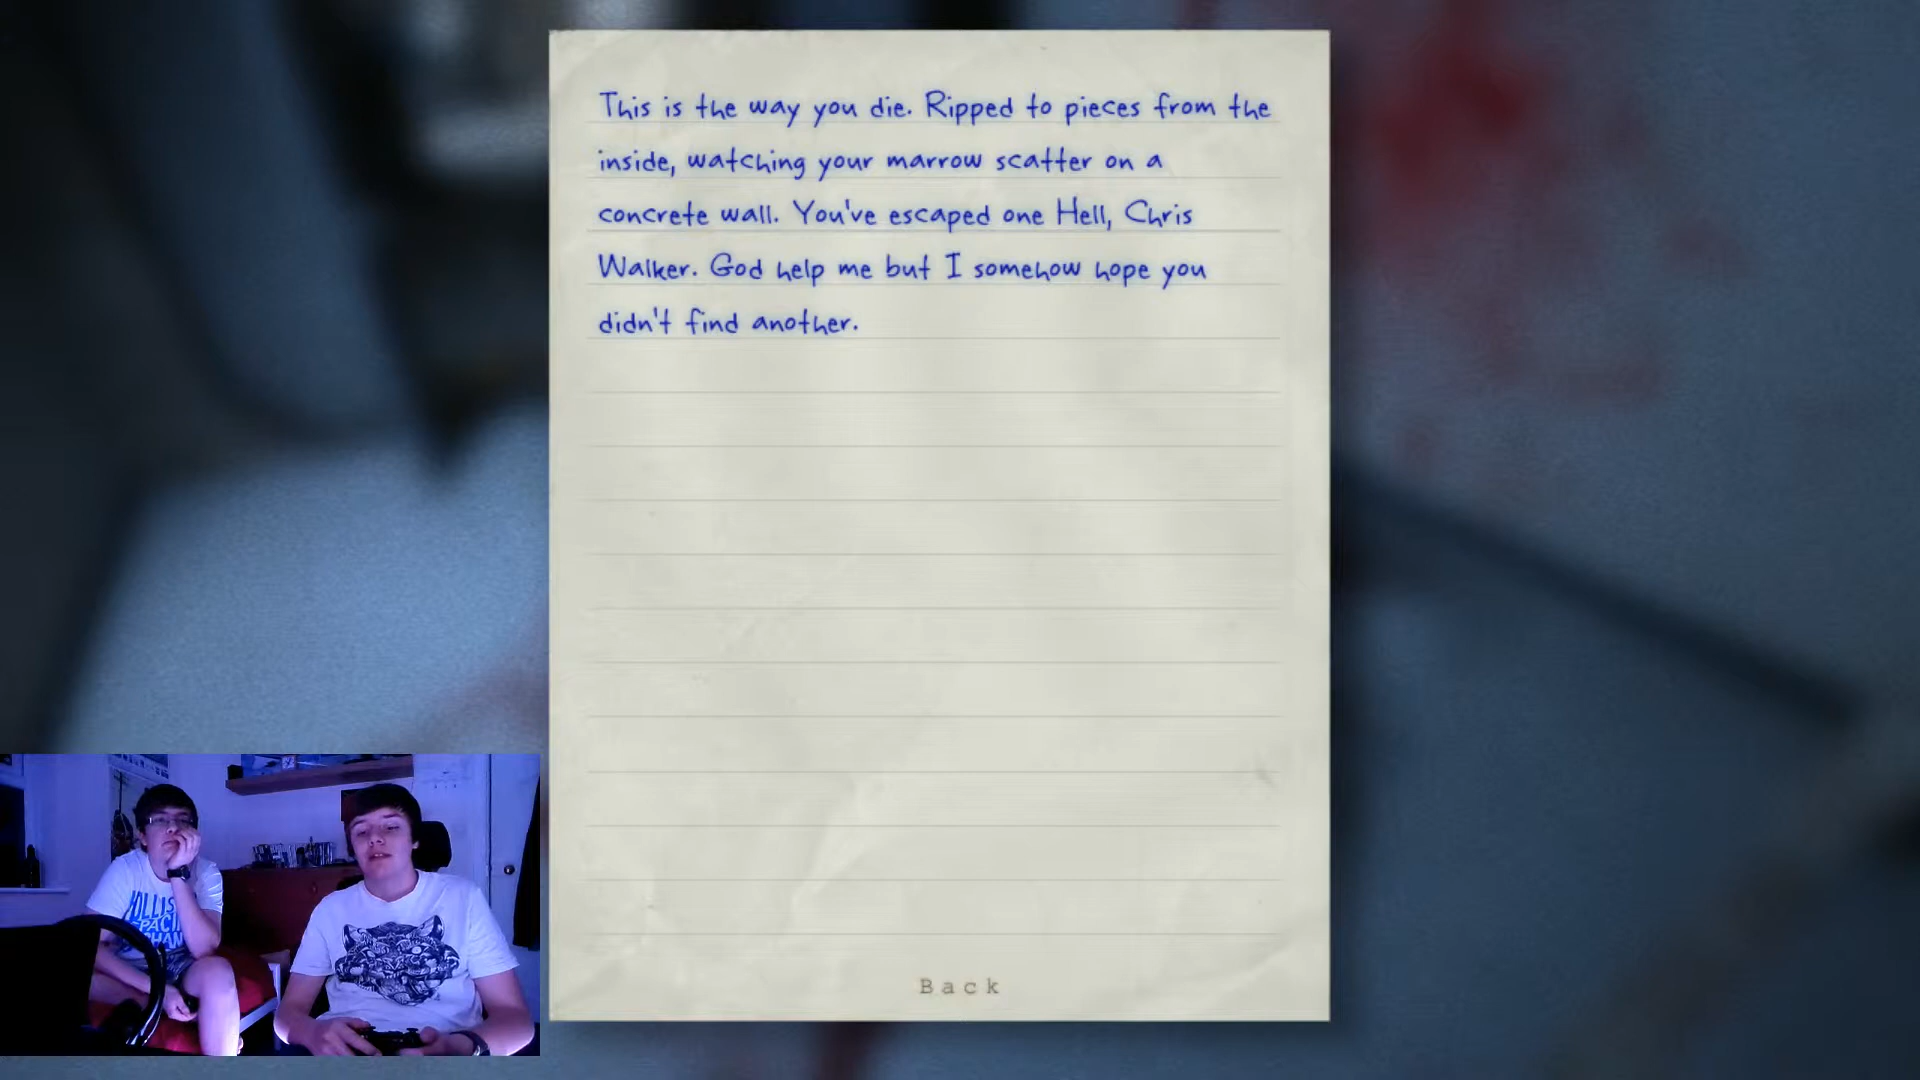 This is the way you die. Ripped to pieces from the
inside, watching your marrow scatter on a
concrete wall. You've escaped one Hell, Chris
Walker. God help me but I somehow hope you
didn't find another.
Back